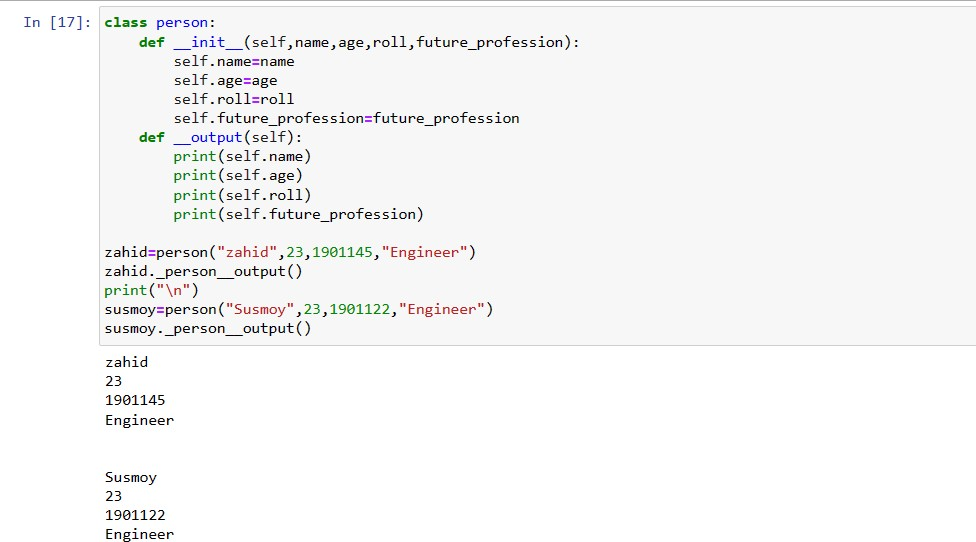 In [17]: class person:
    def __init__(self,name,age,roll,future_profession):
        self.name=name
        self.age=age
        self.roll=roll
        self.future_profession=future_profession
    def __output(self):
        print(self.name)
        print(self.age)
        print(self.roll)
        print(self.future_profession)

zahid=person("zahid",23,1901145,"Engineer")
zahid._person__output()
print("\n")
susmoy=person("Susmoy",23,1901122,"Engineer")
susmoy._person__output()
zahid
23
1901145
Engineer

Susmoy
23
1901122
Engineer